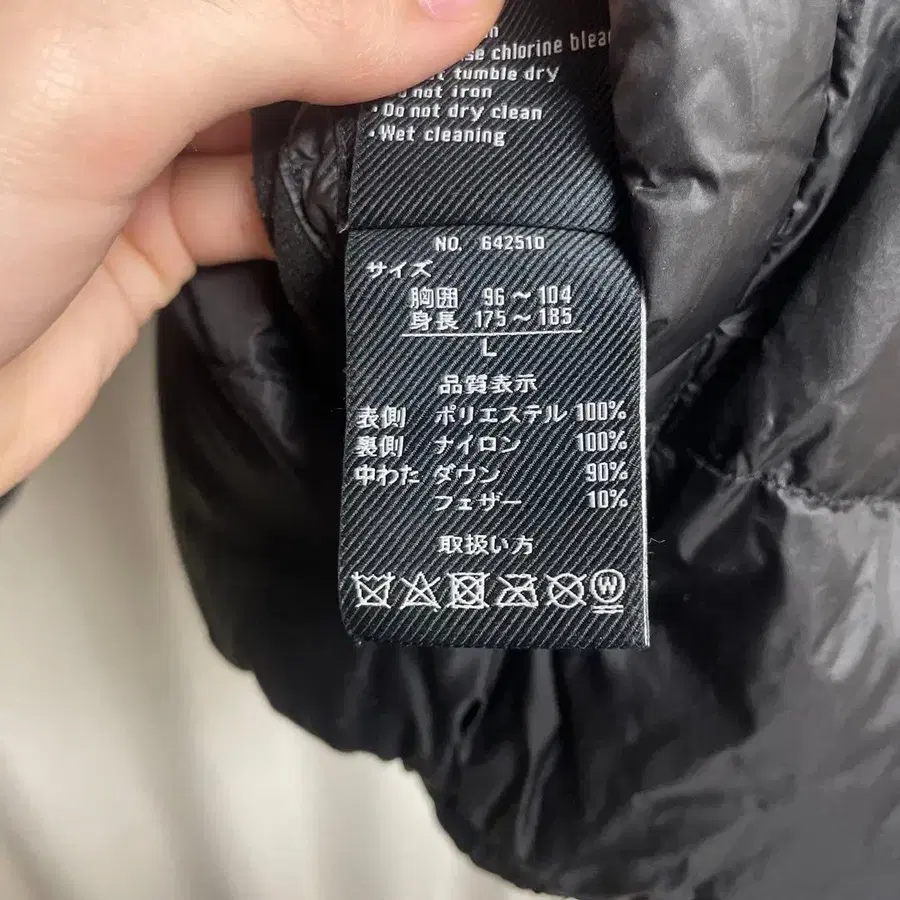 chlorine
tumble dry
not iron
・Do not dry clean
・Wet cleaning
NO. 642510
サイズ
胸囲 96～104
身長 175～185
L
品質表示
表側 ポリエステル 100%
裏側 ナイロン 100%
中わた ダウン 90%
フェザー 10%
取扱い方
W